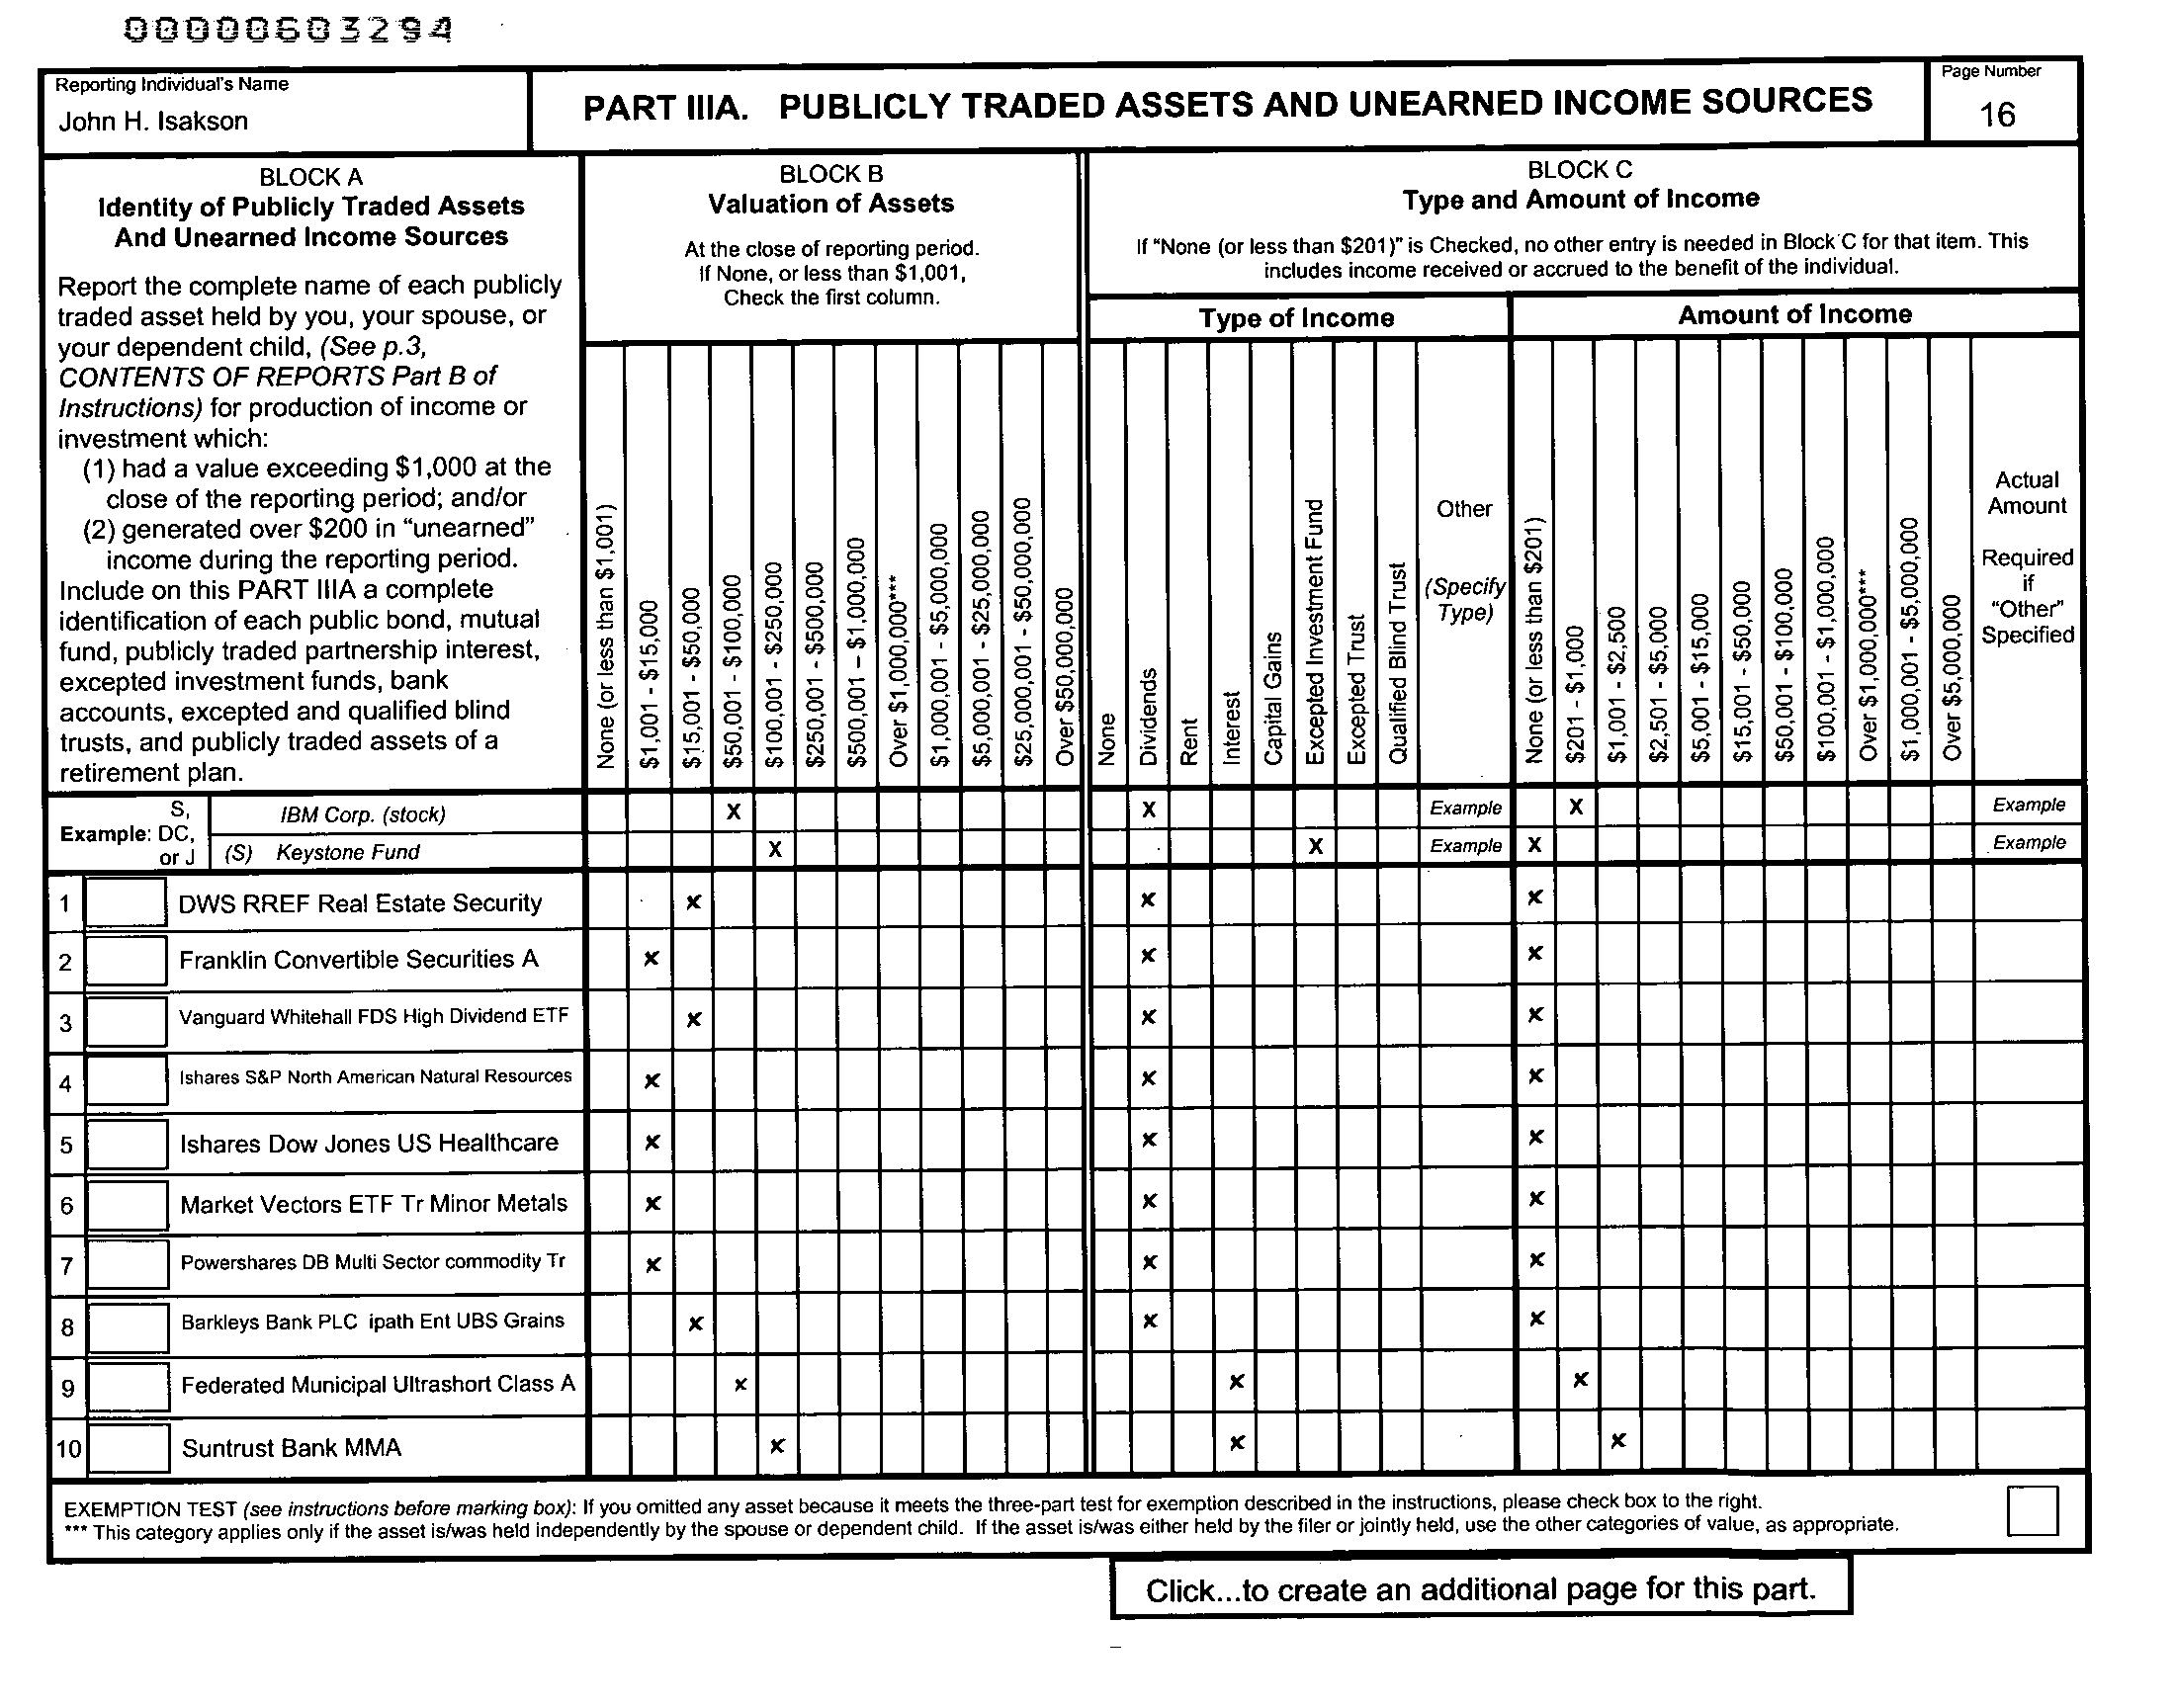 00000603294
Reporting Individual's Name
John H. Isakson
PART IIIA. PUBLICLY TRADED ASSETS AND UNEARNED INCOME SOURCES
Page Number
16
BLOCK A
Identity of Publicly Traded Assets
And Unearned Income Sources
Report the complete name of each publicly
traded asset held by you, your spouse, or
your dependent child, (See p.3,
CONTENTS OF REPORTS Part B of
Instructions) for production of income or
investment which:
(1) had a value exceeding $1,000 at the
close of the reporting period; and/or
(2) generated over $200 in “unearned”
income during the reporting period.
Include on this PART IIIA a complete
identification of each public bond, mutual
fund, publicly traded partnership interest,
excepted investment funds, bank
accounts, excepted and qualified blind
trusts, and publicly traded assets of a
retirement plan.
BLOCK B
Valuation of Assets
At the close of reporting period.
If None, or less than $1,001,
Check the first column.
None (or less than $1,001)
$1,001 - $15,000
$15,001 - $50,000
$50,001 - $100,000
$100,001 - $250,000
$250,001 - $500,000
$500,001 – $1,000,000
Over $1,000,000***
$1,000,001 - $5,000,000
$5,000,001 - $25,000,000
$25,000,001 - $50,000,000
Over $50,000,000
BLOCK C
Type and Amount of Income
If “None (or less than $201)” is Checked, no other entry is needed in Block C for that item. This
includes income received or accrued to the benefit of the individual.
Type of Income
None
Dividends
Rent
Interest
Capital Gains
Excepted Investment Fund
Excepted Trust
Qualified Blind Trust
Other
(Specify
Type)
Amount of Income
None (or less than $201)
$201 - $1,000
$1,001 - $2,500
$2,501 - $5,000
$5,001 - $15,000
$15,001 - $50,000
$50,001 - $100,000
$100,001 - $1,000,000
Over $1,000,000***
$1,000,001 - $5,000,000
Over $5,000,000
Actual
Amount
Required
if
“Other”
Specified
Example: S, DC, or J
IBM Corp. (stock) X X Example X Example
(S) Keystone Fund X X Example X Example
1 DWS RREF Real Estate Security x x x
2 Franklin Convertible Securities A x x x
3 Vanguard Whitehall FDS High Dividend ETF x x x
4 Ishares S&P North American Natural Resources x x x
5 Ishares Dow Jones US Healthcare x x x
6 Market Vectors ETF Tr Minor Metals x x x
7 Powershares DB Multi Sector commodity Tr x x x
8 Barkleys Bank PLC ipath Ent UBS Grains x x x
9 Federated Municipal Ultrashort Class A x x x
10 Suntrust Bank MMA x x x
EXEMPTION TEST (see instructions before marking box): If you omitted any asset because it meets the three-part test for exemption described in the instructions, please check box to the right.
*** This category applies only if the asset is/was held independently by the spouse or dependent child. If the asset is/was either held by the filer or jointly held, use the other categories of value, as appropriate.
Click...to create an additional page for this part.